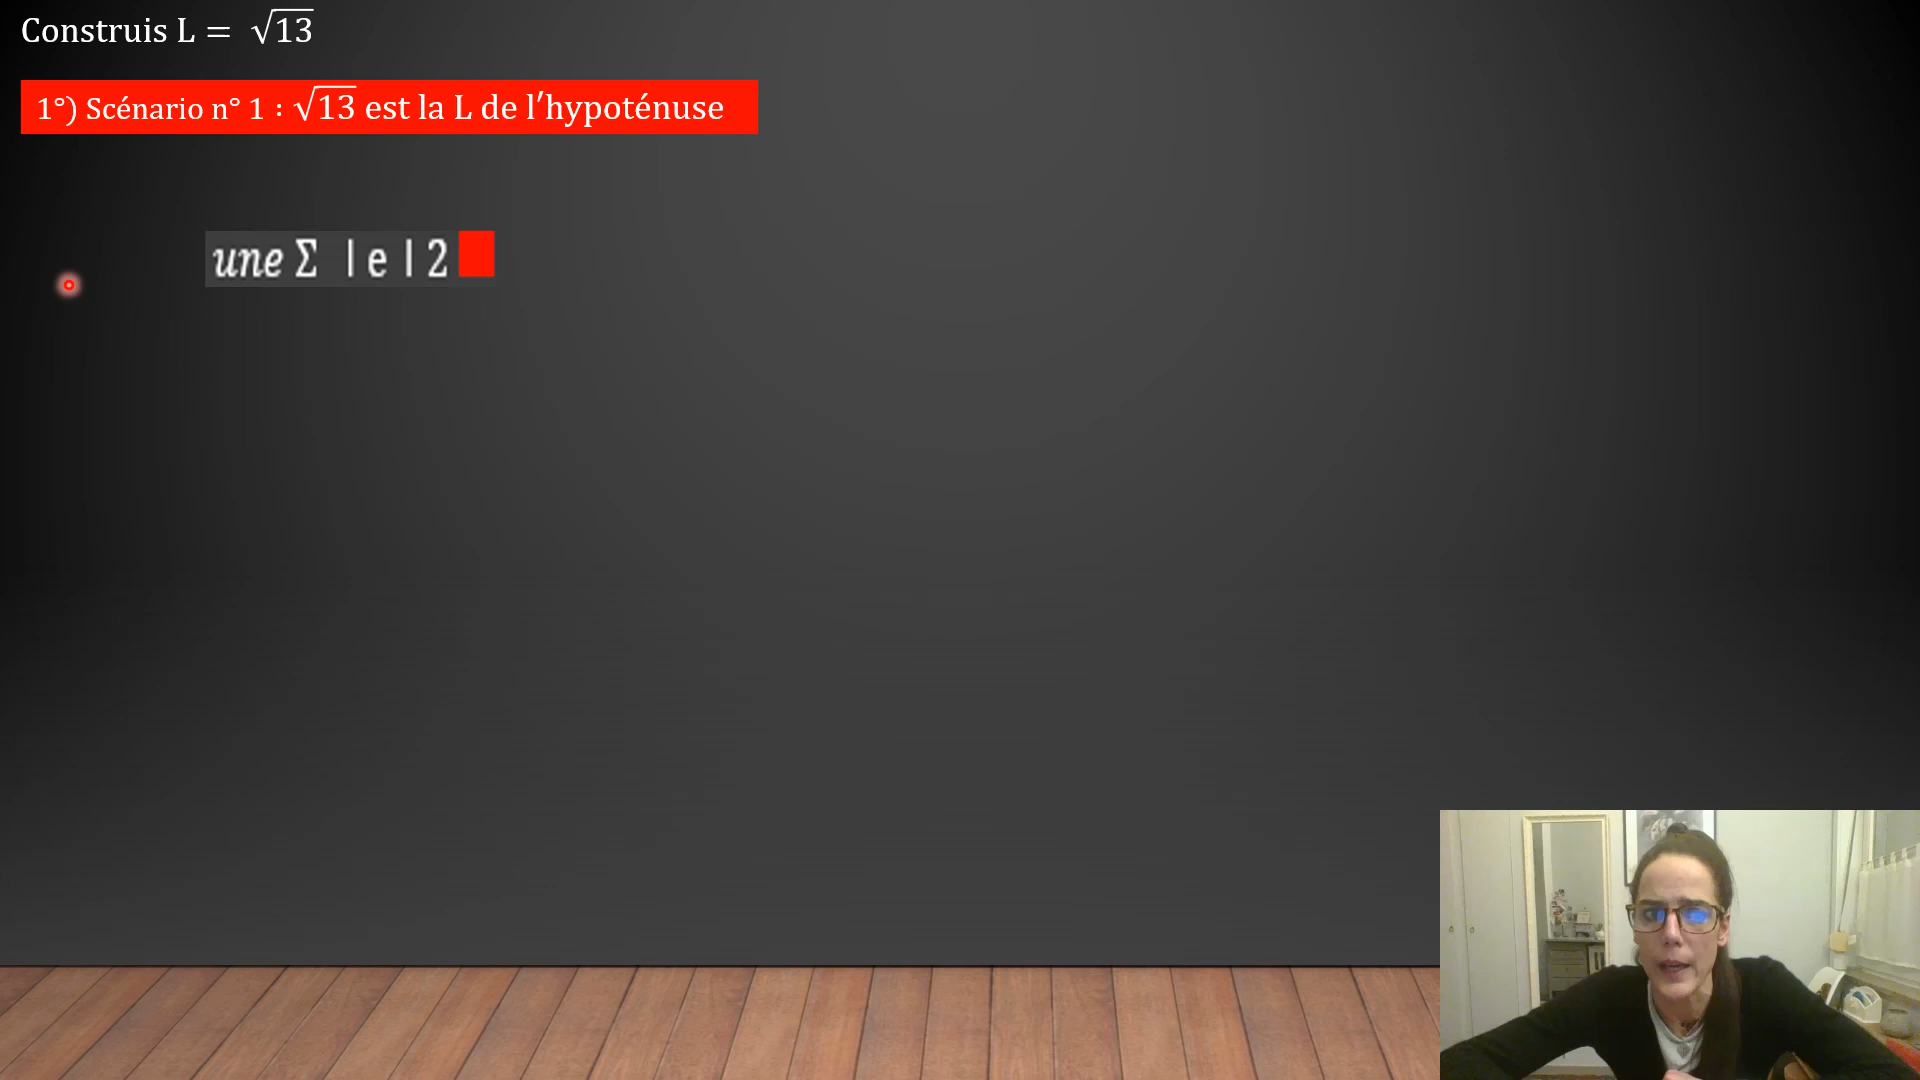 Construis L = √13
1°) Scénario n° 1 : √13 est la L de l'hypoténuse
une Σ | e | 2